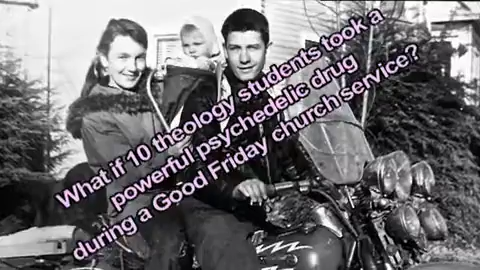 What if 10 theology students took a
powerful psychedelic drug
during a Good Friday church service?